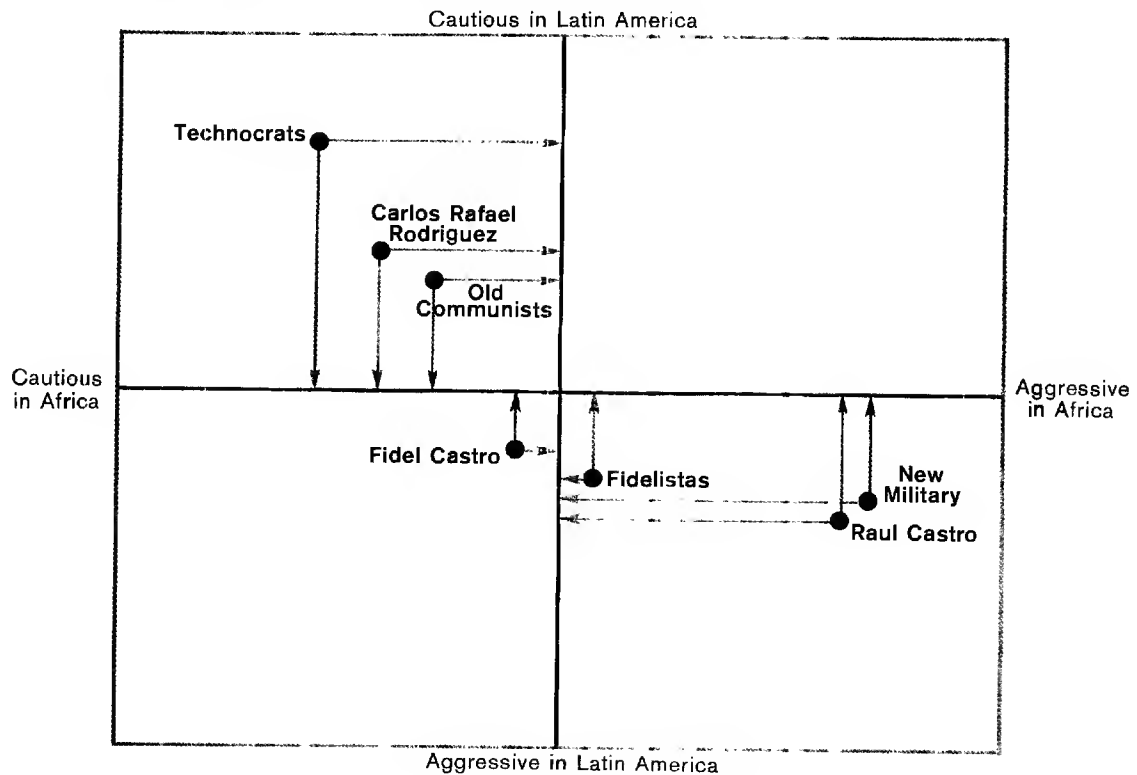 Cautious in Latin America
Technocrats
Carlos Rafael
Rodriguez
Old
Communists
Cautious
in Africa
Aggressive
in Africa
Fidel Castro
Fidelistas
New
Military
Raul Castro
Aggressive in Latin America